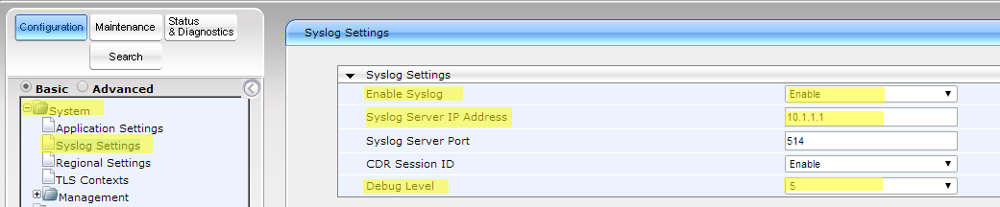 Configuration
Maintenance
Status
& Diagnostics
Search
Basic
Advanced
System
Application Settings
Syslog Settings
Regional Settings
TLS Contexts
Management
Syslog Settings
Syslog Settings
Enable Syslog Enable
Syslog Server IP Address 10.1.1.1
Syslog Server Port 514
CDR Session ID Enable
Debug Level 5